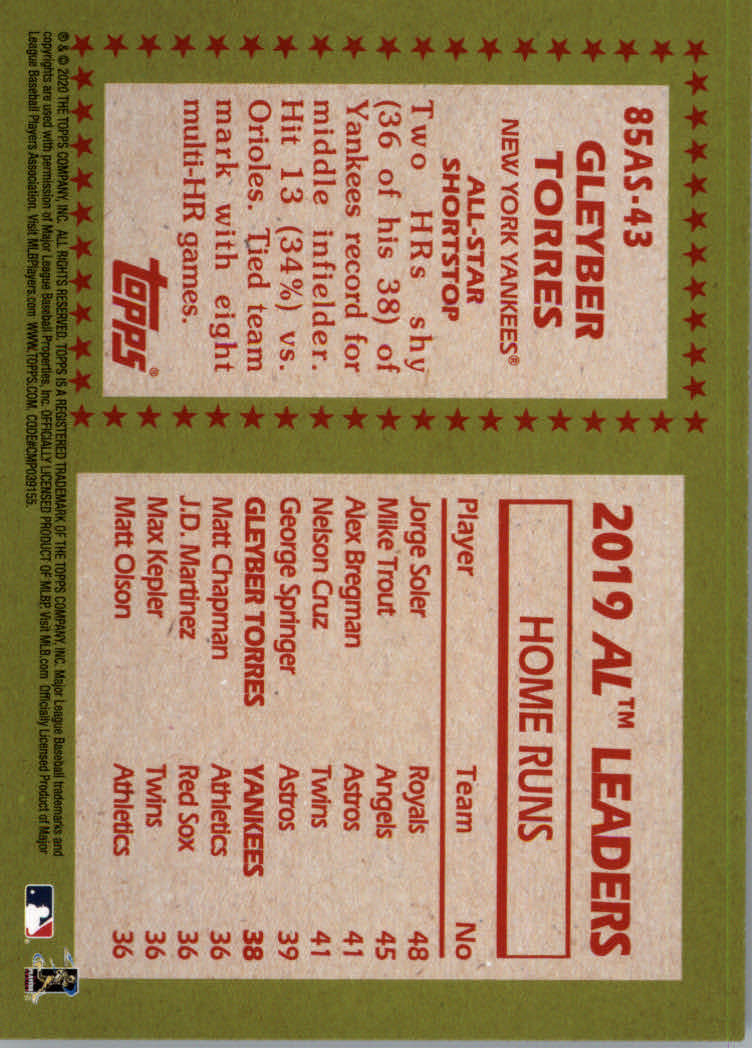 85AS-43
GLEYBER
TORRES
NEW YORK YANKEES®
ALL-STAR
SHORTSTOP
Two HRs shy
(36 of his 38) of
Yankees record for
middle infielder.
Hit 13 (34%) vs.
Orioles. Tied team
mark with eight
multi-HR games.
topps®
2019 AL™ LEADERS
HOME RUNS
Player Team No
Jorge Soler Royals 48
Mike Trout Angels 45
Alex Bregman Astros 41
Nelson Cruz Twins 41
George Springer Astros 39
GLEYBER TORRES YANKEES 38
Matt Chapman Athletics 36
J.D. Martinez Red Sox 36
Max Kepler Twins 36
Matt Olson Athletics 36
® & © 2020 THE TOPPS COMPANY, INC. ALL RIGHTS RESERVED. TOPPS IS A REGISTERED TRADEMARK OF THE TOPPS COMPANY, INC. Major League Baseball trademarks and
copyrights are used with permission of Major League Baseball Properties, Inc. OFFICIALLY LICENSED PRODUCT OF MLBP. Visit MLB.com Officially Licensed Product of Major
League Baseball Players Association. Visit MLBPlayers.com WWW.TOPPS.COM. CODE#CMP039155.